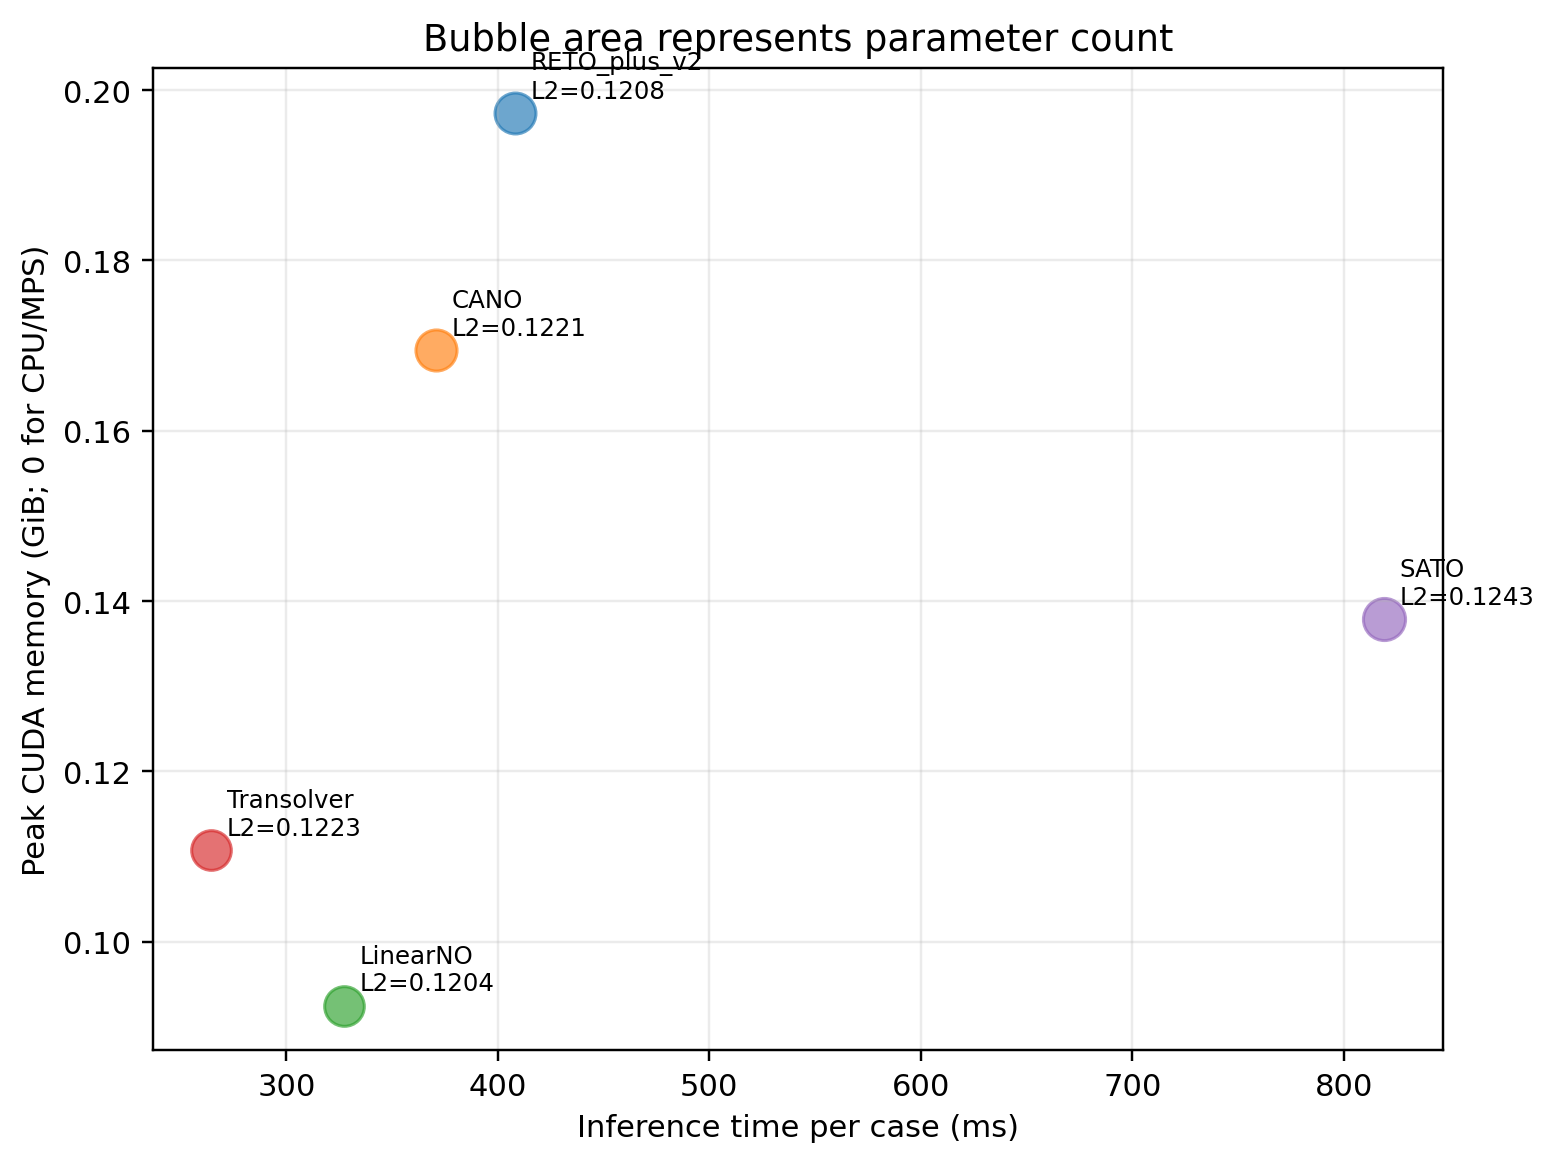 Bubble area represents parameter count
RETO_plus_v2
L2=0.1208
CANO
L2=0.1221
SATO
L2=0.1243
Transolver
L2=0.1223
LinearNO
L2=0.1204
0.20
0.18
0.16
0.14
0.12
0.10
Peak CUDA memory (GiB; 0 for CPU/MPS)
300 400 500 600 700 800
Inference time per case (ms)